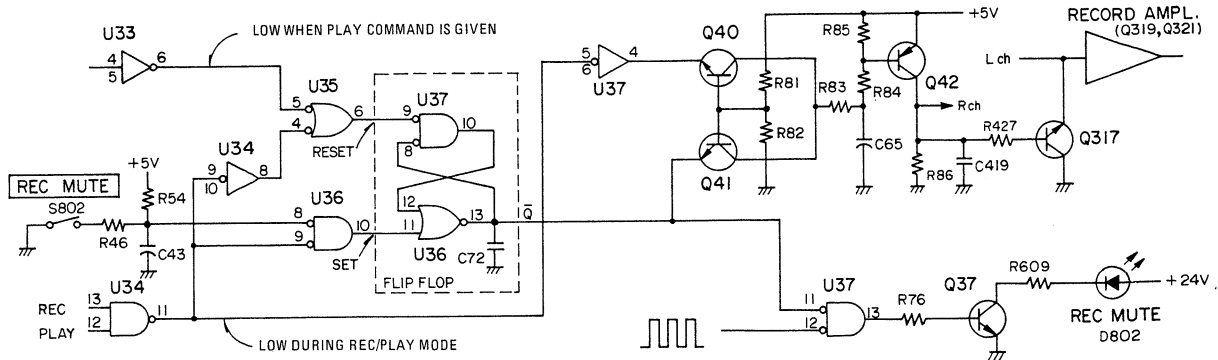 U33
4
5
6
LOW WHEN PLAY COMMAND IS GIVEN
U35
5
4
6
RESET
U37
9
8
10
U34
9
10
8
+5V
R54
REC MUTE
S802
R46
C43
U36
8
9
10
SET
12
11
13
U36
Q̄
C72
FLIP FLOP
U34
REC 13
PLAY 12
11
LOW DURING REC/PLAY MODE
5
6
4
U37
Q40
Q41
R81
R82
R83
R85
R84
C65
+5V
Q42
Rch
R86
C419
R427
Lch
Q317
RECORD AMPL.
(Q319,Q321)
U37
11
12
13
R76
Q37
R609
+24V
REC MUTE
D802